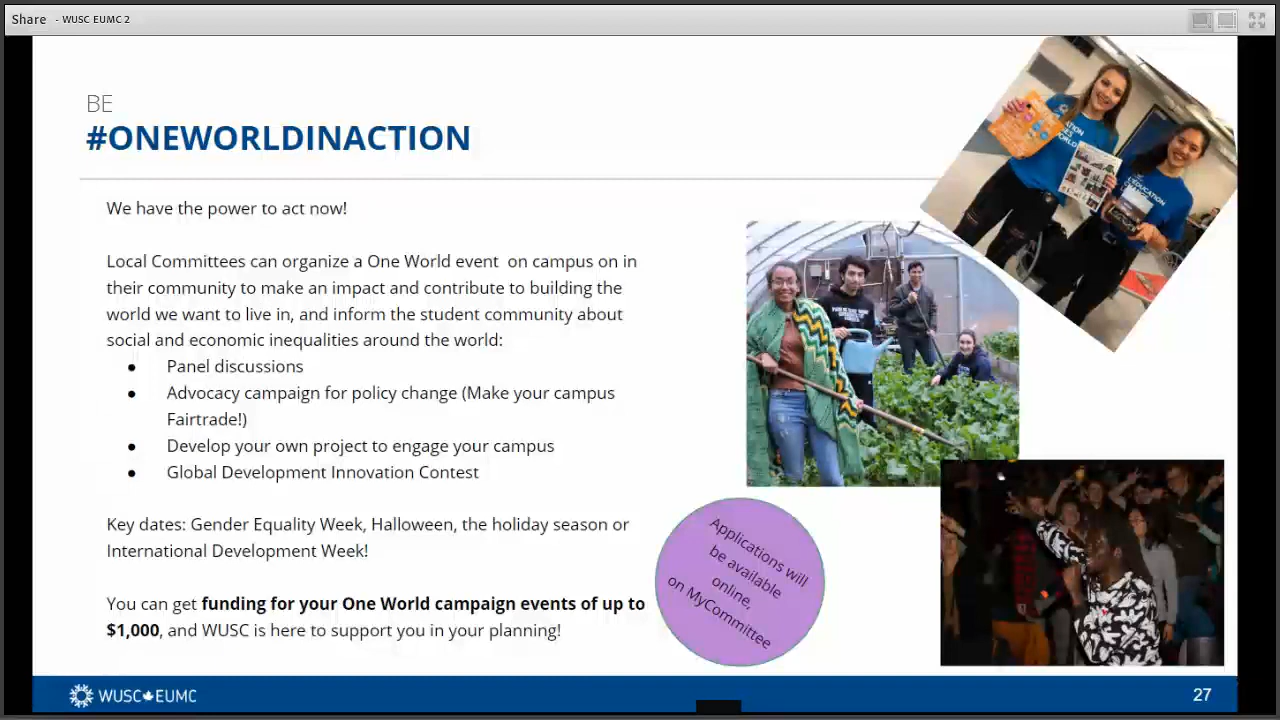 Share - WUSC EUMC 2
BE
#ONEWORLDINACTION
We have the power to act now!
Local Committees can organize a One World event on campus on in
their community to make an impact and contribute to building the
world we want to live in, and inform the student community about
social and economic inequalities around the world:
● Panel discussions
● Advocacy campaign for policy change (Make your campus
Fairtrade!)
● Develop your own project to engage your campus
● Global Development Innovation Contest
Key dates: Gender Equality Week, Halloween, the holiday season or
International Development Week!
You can get funding for your One World campaign events of up to
$1,000, and WUSC is here to support you in your planning!
Applications will
be available
online,
on MyCommittee
WUSC EUMC
27